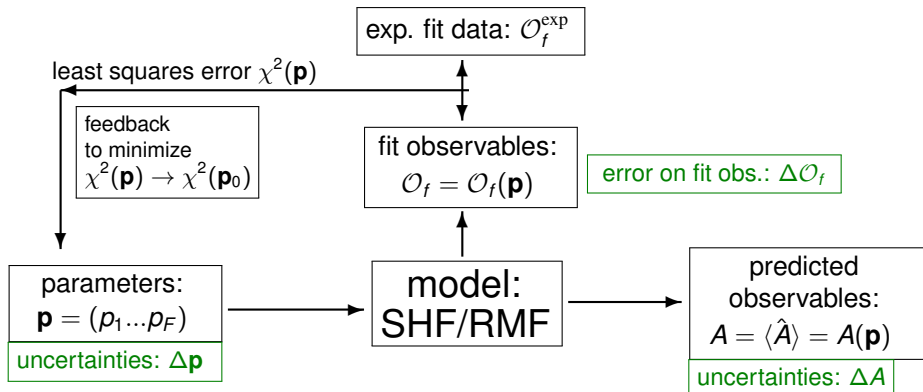 exp. fit data: 𝒪_f^exp
least squares error χ²(𝐩)
feedback
to minimize
χ²(𝐩) → χ²(𝐩₀)
fit observables:
𝒪_f = 𝒪_f(𝐩)
error on fit obs.: Δ𝒪_f
parameters:
𝐩 = (p₁...p_F)
uncertainties: Δ𝐩
model:
SHF/RMF
predicted
observables:
A = ⟨Â⟩ = A(𝐩)
uncertainties: ΔA